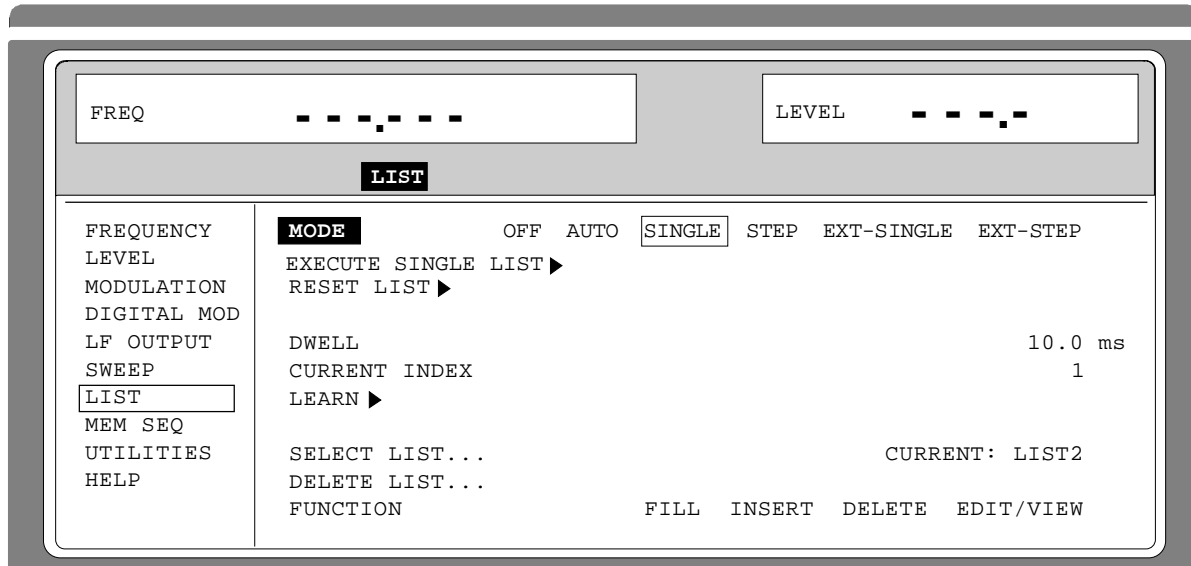 FREQ - - -.- - - LEVEL - - -.-
LIST
FREQUENCY
LEVEL
MODULATION
DIGITAL MOD
LF OUTPUT
SWEEP
LIST
MEM SEQ
UTILITIES
HELP
MODE OFF AUTO SINGLE STEP EXT-SINGLE EXT-STEP
EXECUTE SINGLE LIST
RESET LIST
DWELL 10.0 ms
CURRENT INDEX 1
LEARN
SELECT LIST... CURRENT: LIST2
DELETE LIST...
FUNCTION FILL INSERT DELETE EDIT/VIEW